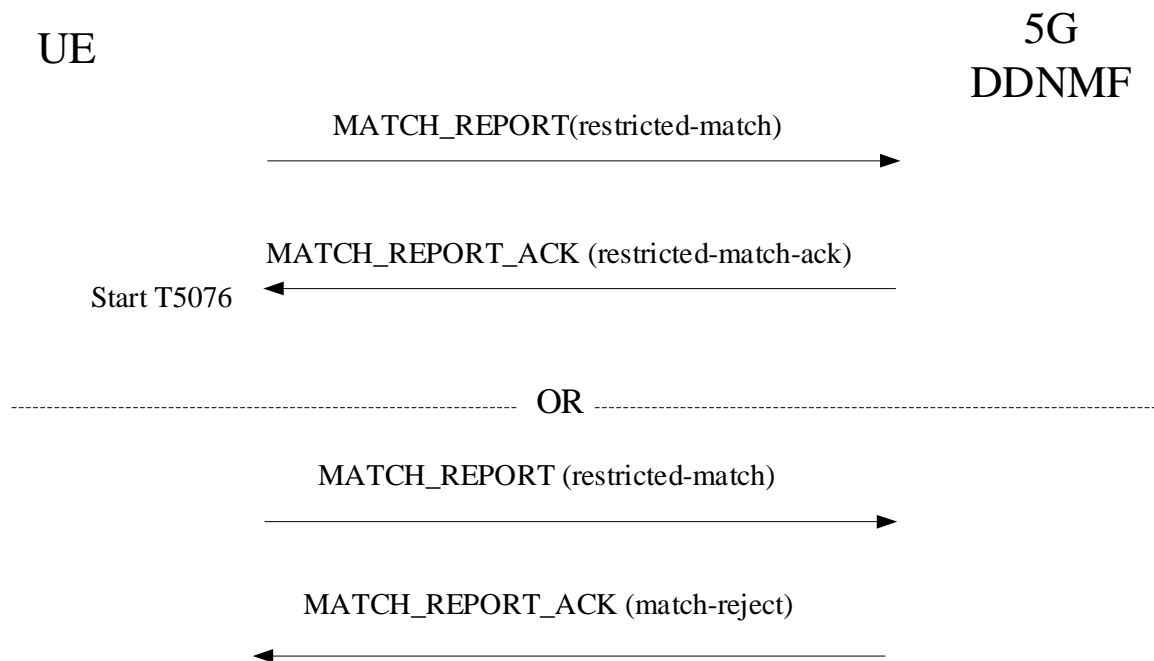 UE
5G
DDNMF
MATCH_REPORT(restricted-match)
MATCH_REPORT_ACK (restricted-match-ack)
Start T5076
OR
MATCH_REPORT (restricted-match)
MATCH_REPORT_ACK (match-reject)